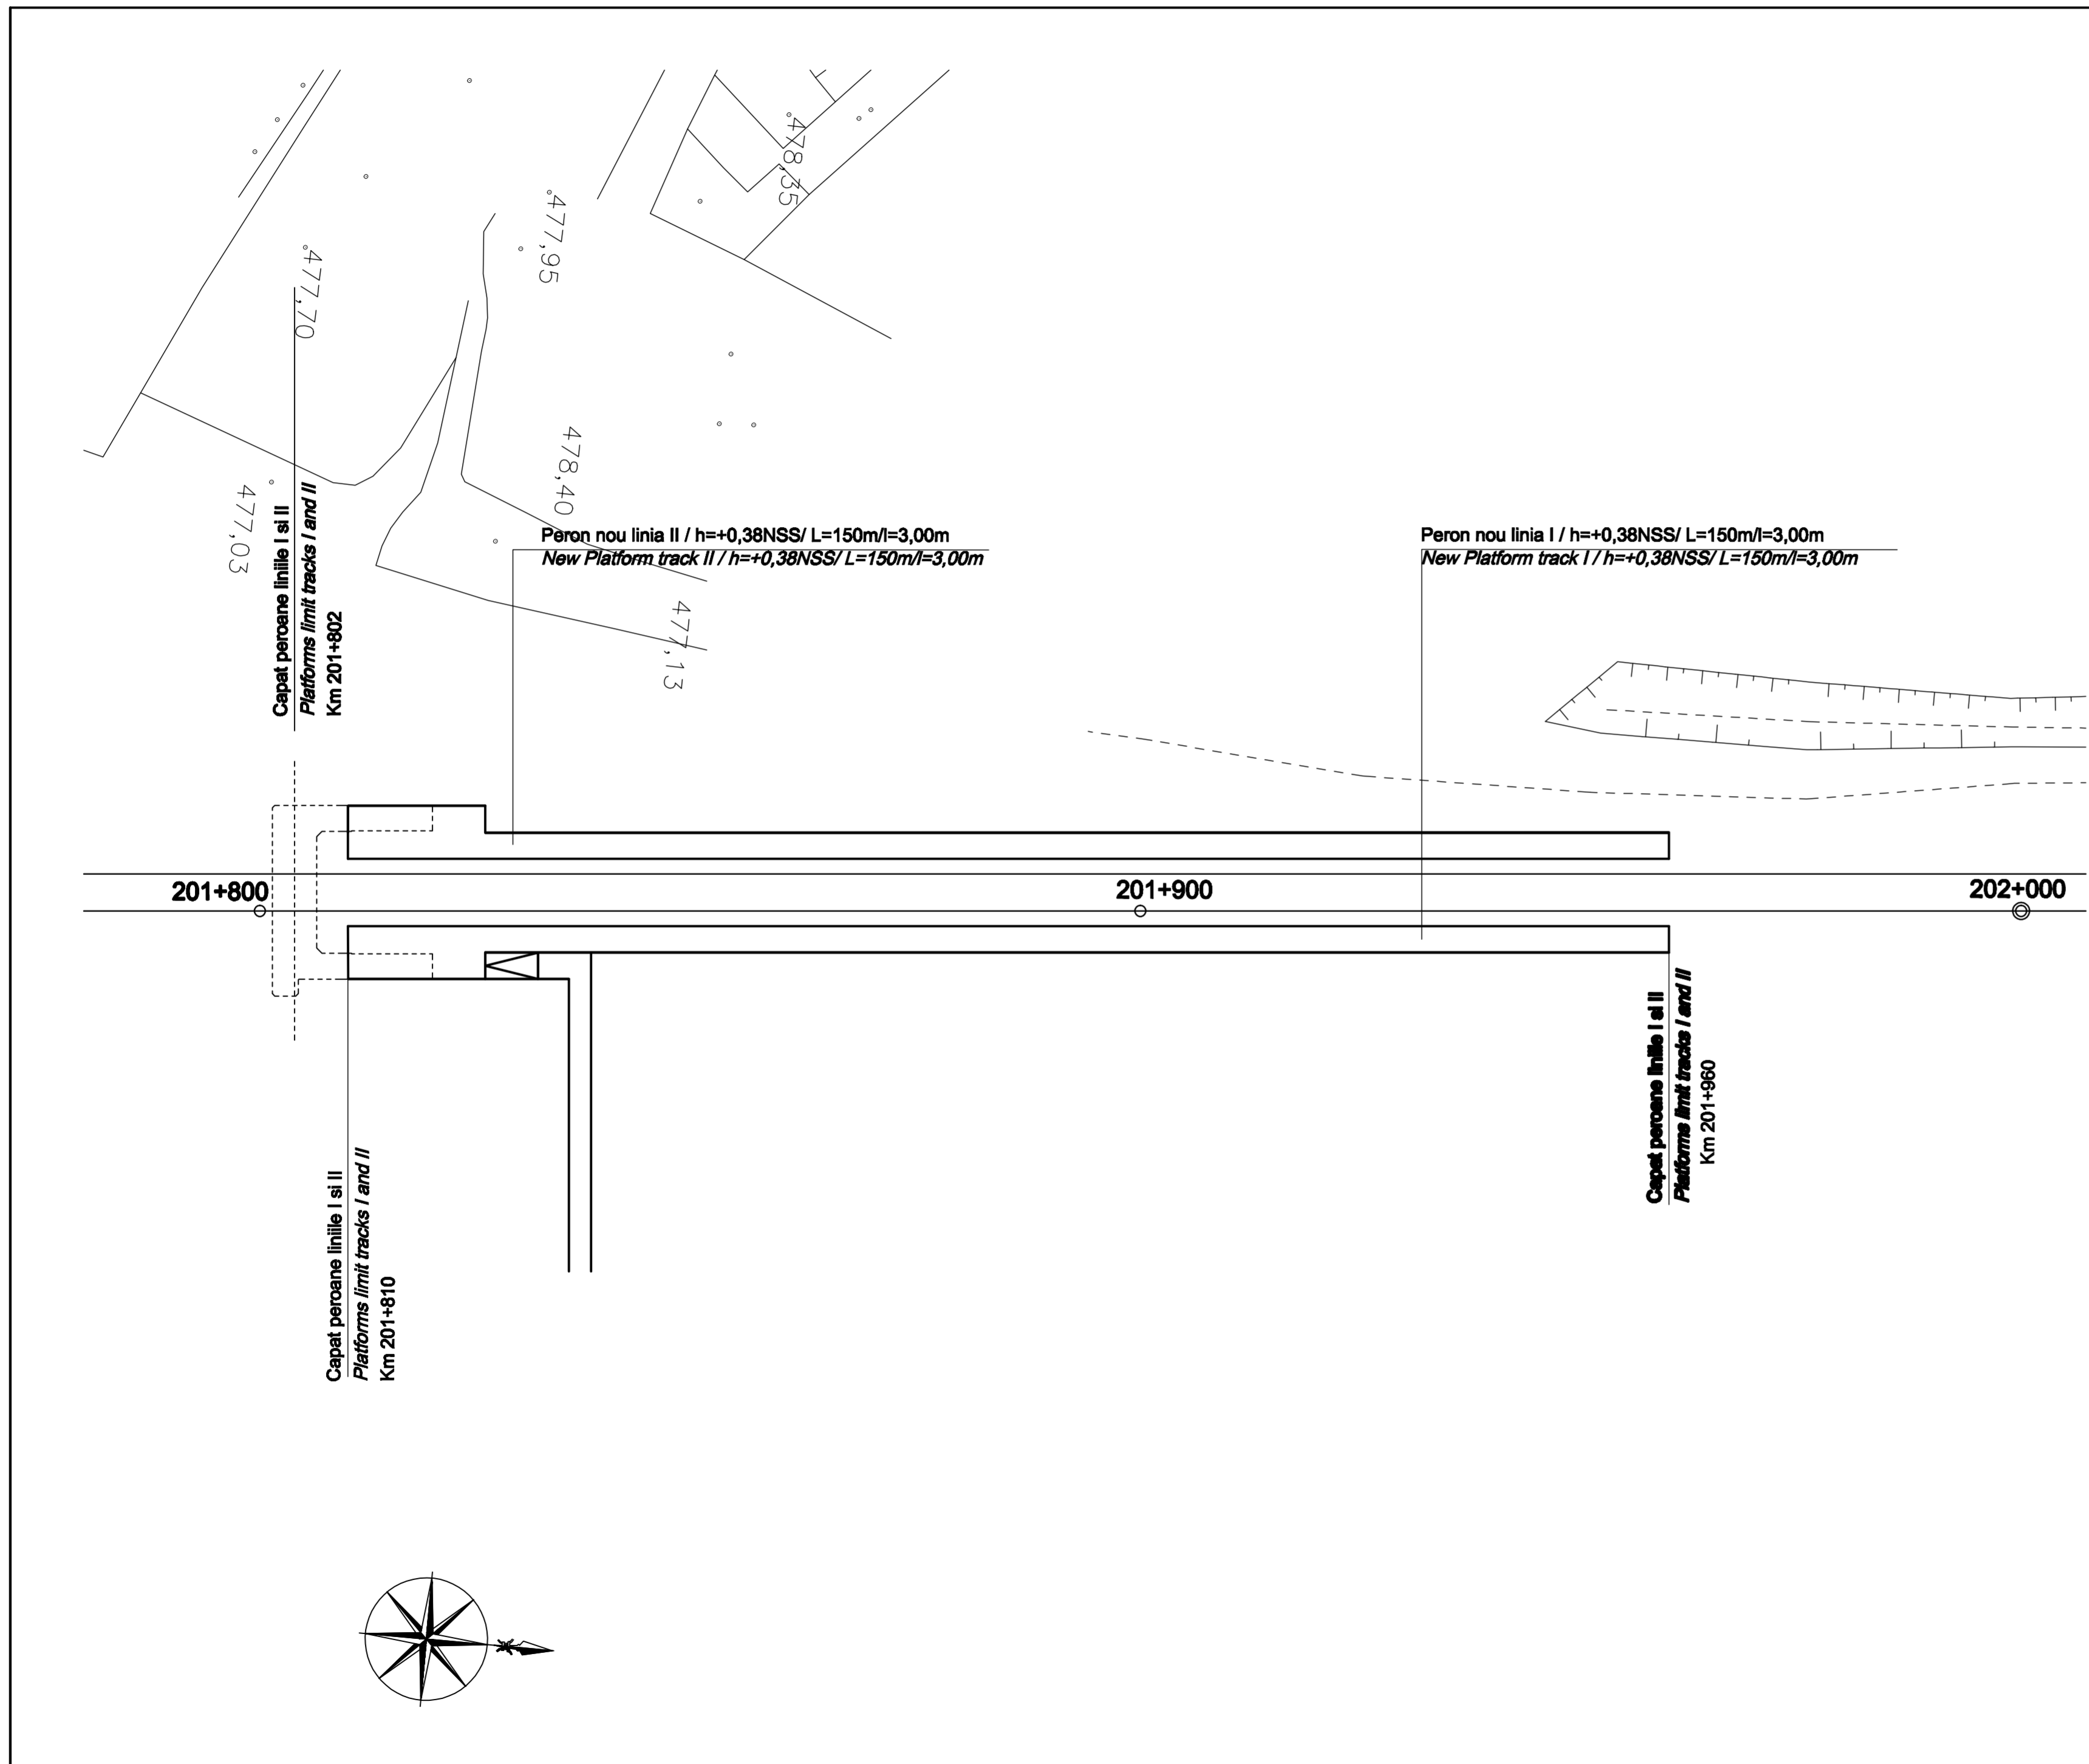 478,35
477,95
477,70
478,40
477,03
477,13
Capat peroane liniile I si II
Platforms limit tracks I and II
Km 201+802
Peron nou linia II / h=+0,38NSS/ L=150m/l=3,00m
New Platform track II / h=+0,38NSS/ L=150m/l=3,00m
Peron nou linia I / h=+0,38NSS/ L=150m/l=3,00m
New Platform track I / h=+0,38NSS/ L=150m/l=3,00m
201+800
201+900
202+000
Capat peroane liniile I si II
Platforms limit tracks I and II
Km 201+960
Capat peroane liniile I si II
Platforms limit tracks I and II
Km 201+810